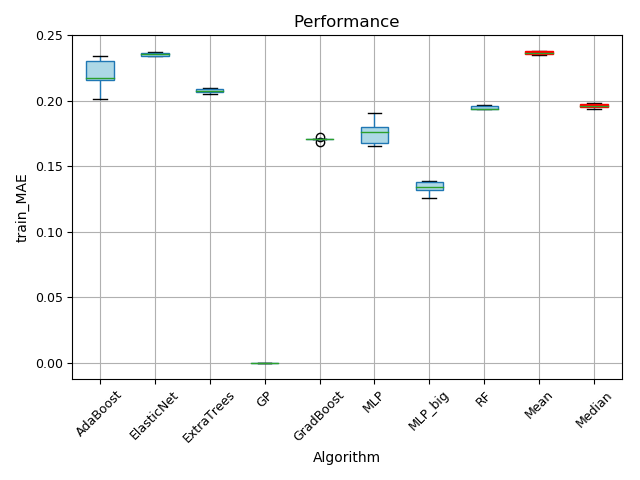 Performance
train_MAE
0.25
0.20
0.15
0.10
0.05
0.00
AdaBoost
ElasticNet
ExtraTrees
GP
GradBoost
MLP
MLP_big
RF
Mean
Median
Algorithm